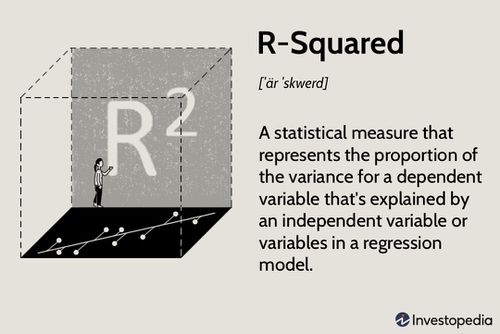 R²
R-Squared
['är 'skwerd]
A statistical measure that
represents the proportion of
the variance for a dependent
variable that's explained by
an independent variable or
variables in a regression
model.
Investopedia